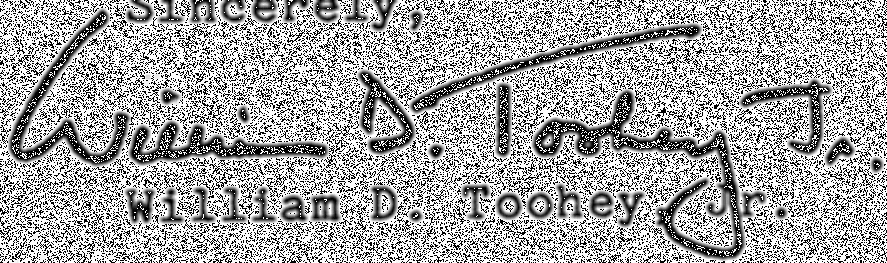 Sincerely,
William D. Toohey Jr.
William D. Toohey, Jr.